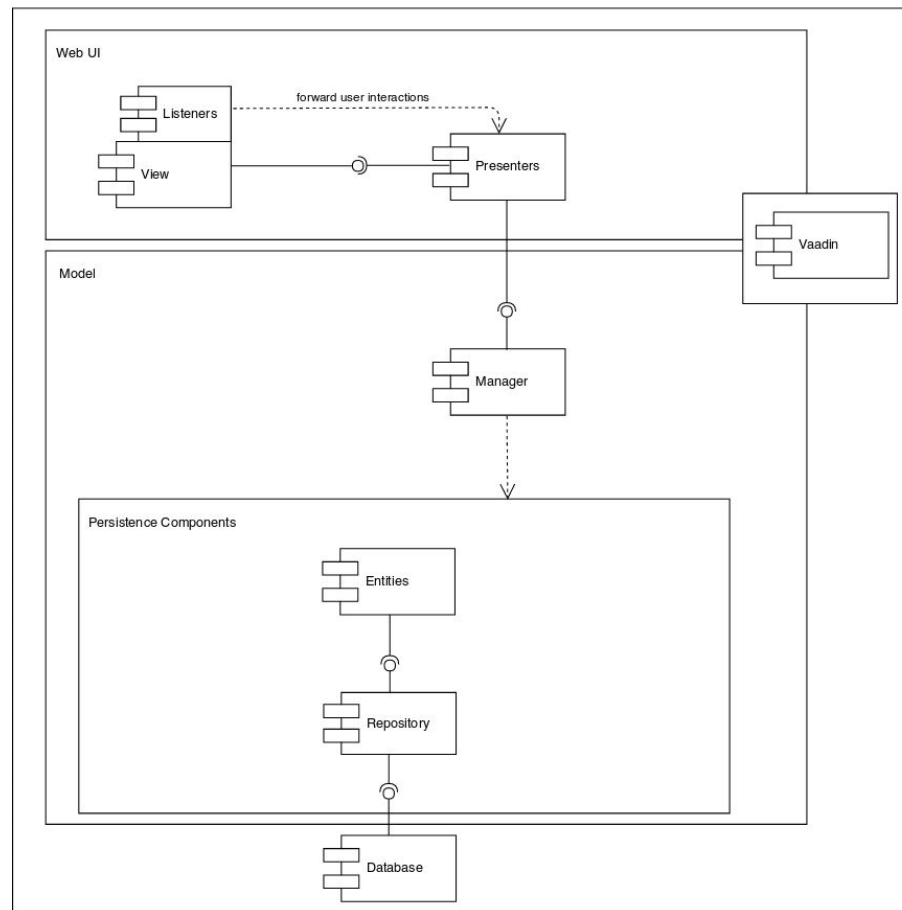 Web UI
Listeners
forward user interactions
View
Presenters
Vaadin
Model
Manager
Persistence Components
Entities
Repository
Database